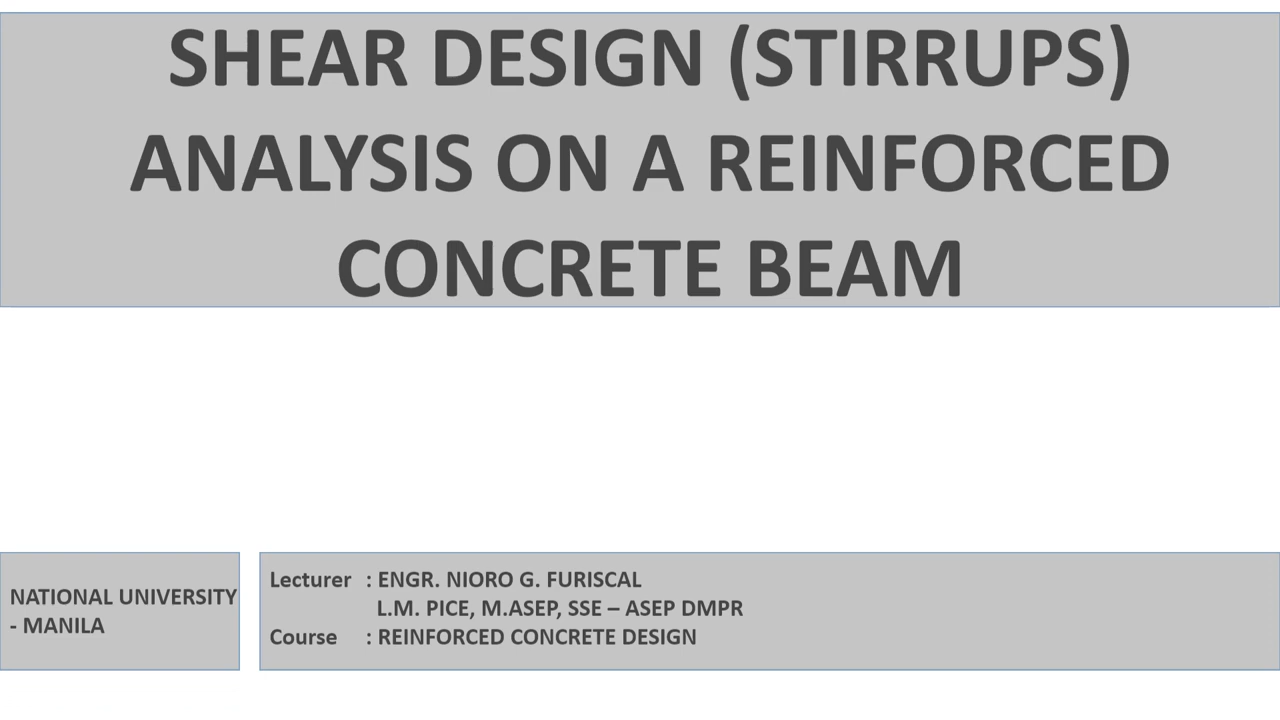 SHEAR DESIGN (STIRRUPS)
ANALYSIS ON A REINFORCED
CONCRETE BEAM
NATIONAL UNIVERSITY
- MANILA
Lecturer : ENGR. NIORO G. FURISCAL
L.M. PICE, M.ASEP, SSE – ASEP DMPR
Course : REINFORCED CONCRETE DESIGN